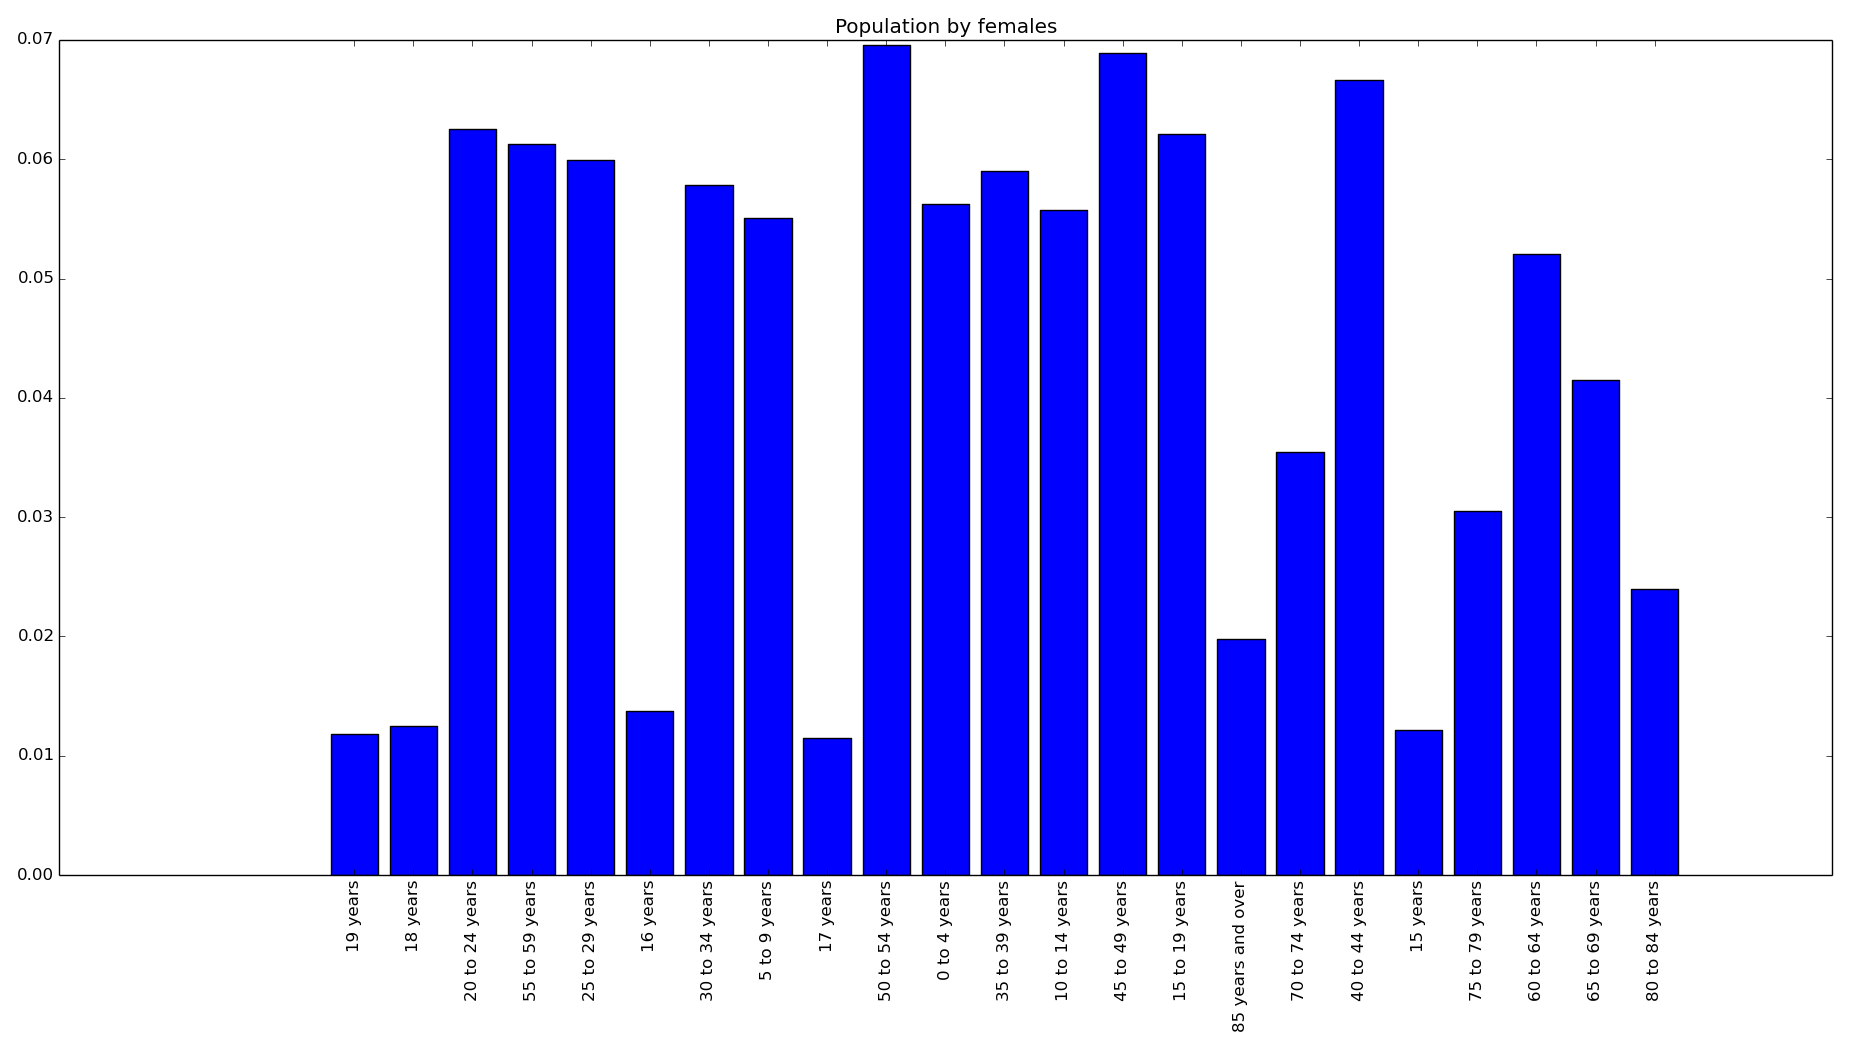 Population by females
0.07
0.06
0.05
0.04
0.03
0.02
0.01
0.00
19 years
18 years
20 to 24 years
55 to 59 years
25 to 29 years
16 years
30 to 34 years
5 to 9 years
17 years
50 to 54 years
0 to 4 years
35 to 39 years
10 to 14 years
45 to 49 years
15 to 19 years
85 years and over
70 to 74 years
40 to 44 years
15 years
75 to 79 years
60 to 64 years
65 to 69 years
80 to 84 years